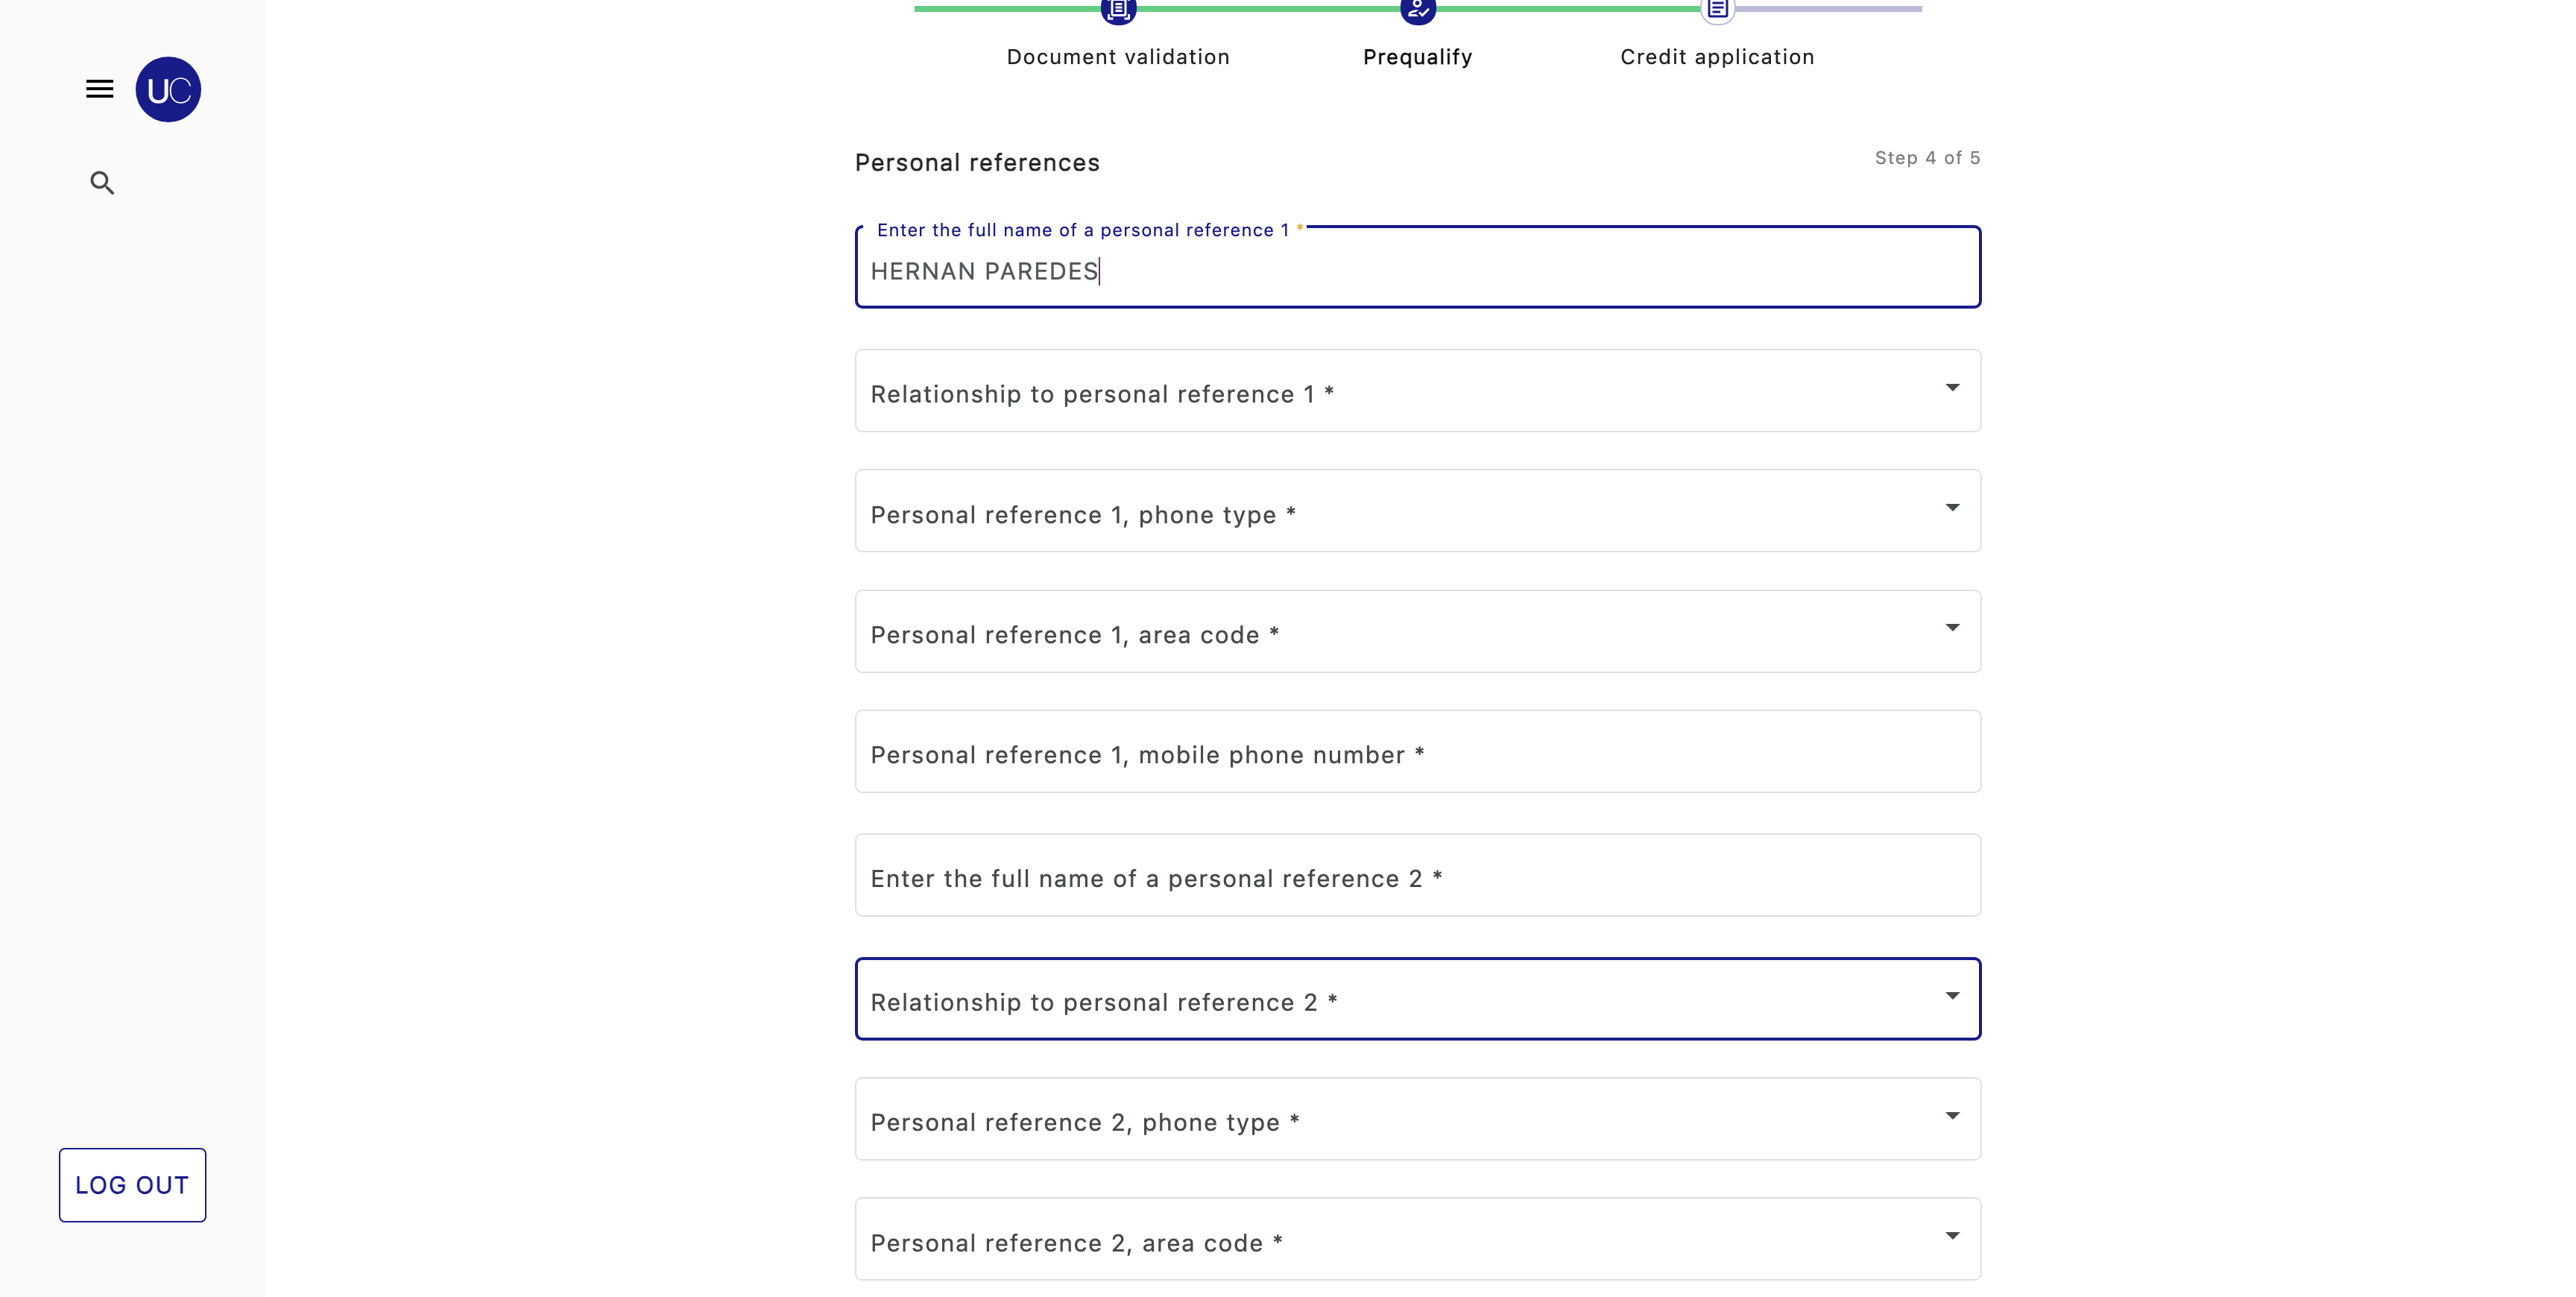 Document validation
Prequalify
Credit application
UC
Personal references
Step 4 of 5
Enter the full name of a personal reference 1 *
HERNAN PAREDES
Relationship to personal reference 1 *
Personal reference 1, phone type *
Personal reference 1, area code *
Personal reference 1, mobile phone number *
Enter the full name of a personal reference 2 *
Relationship to personal reference 2 *
Personal reference 2, phone type *
LOG OUT
Personal reference 2, area code *